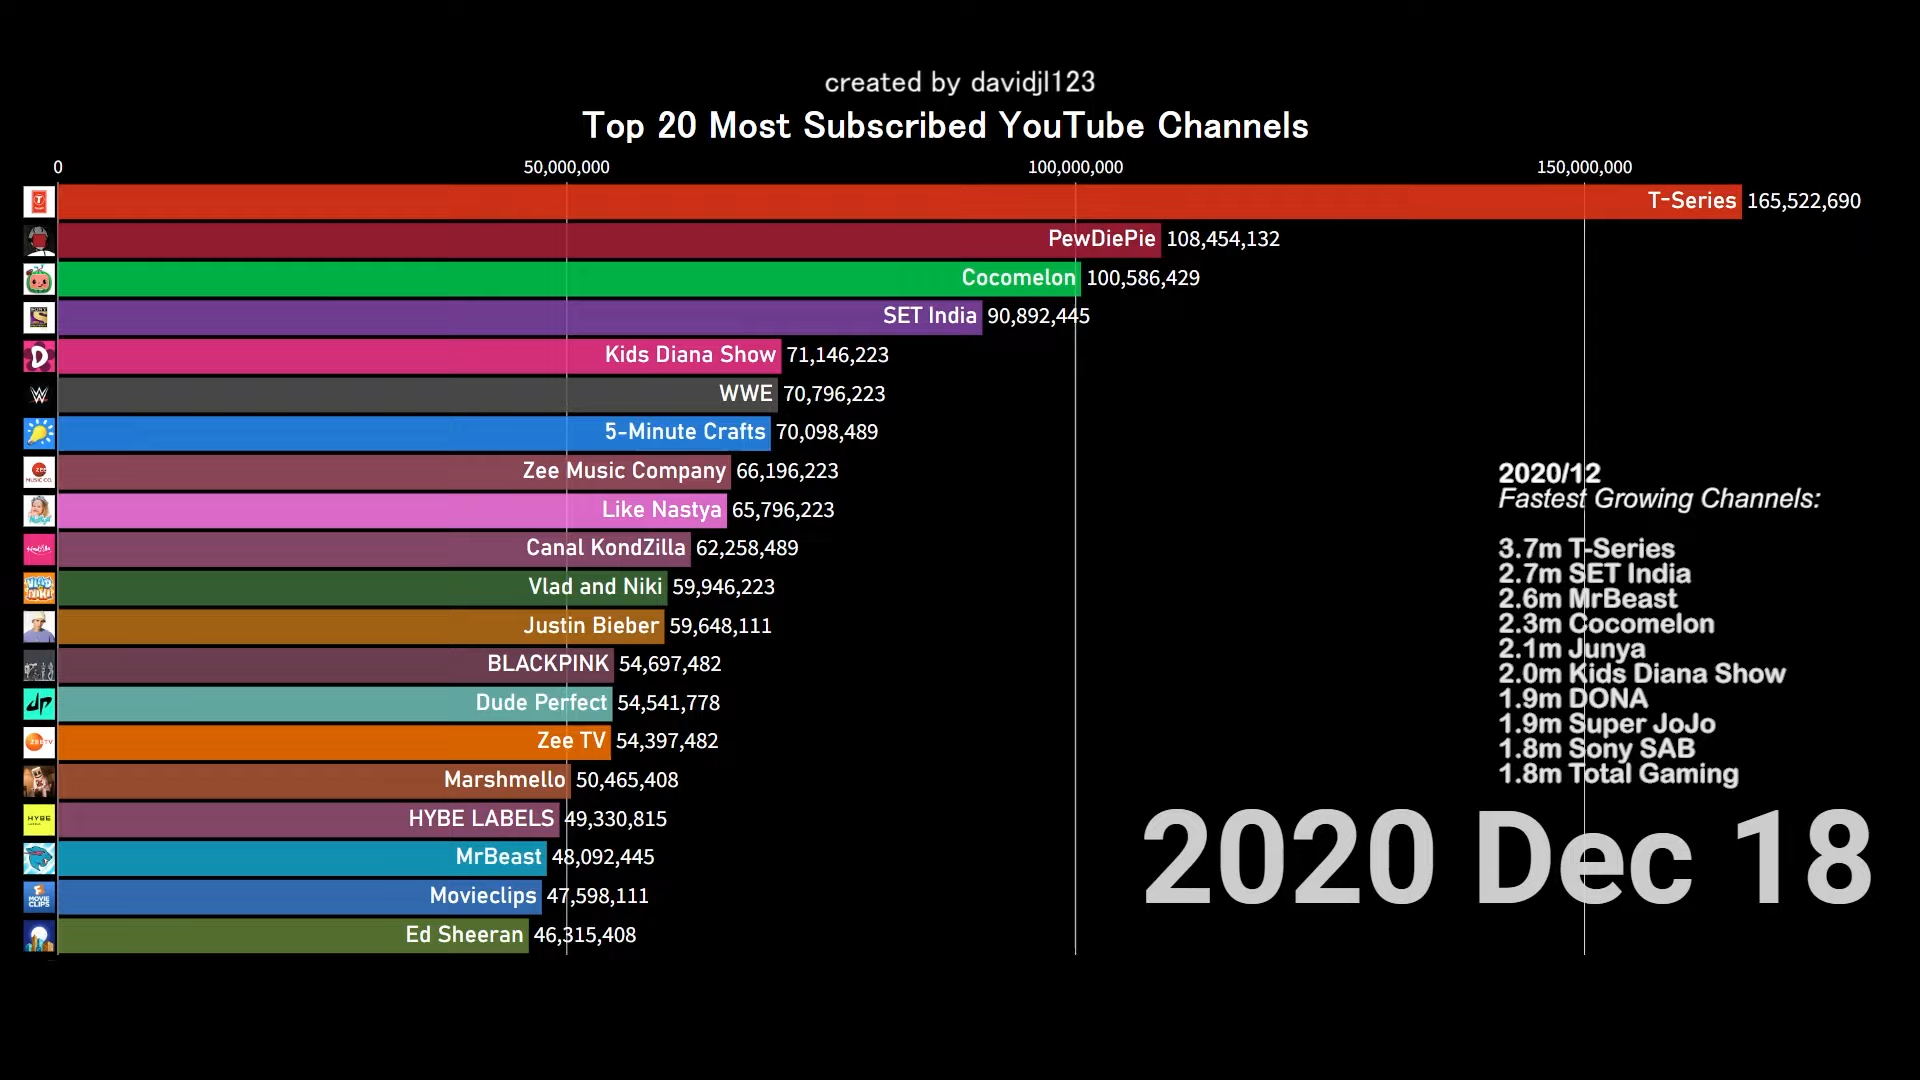 created by davidjl123
Top 20 Most Subscribed YouTube Channels
0 50,000,000 100,000,000 150,000,000
T-Series 165,522,690
PewDiePie 108,454,132
Cocomelon 100,586,429
SET India 90,892,445
Kids Diana Show 71,146,223
WWE 70,796,223
5-Minute Crafts 70,098,489
Zee Music Company 66,196,223
Like Nastya 65,796,223
Canal KondZilla 62,258,489
Vlad and Niki 59,946,223
Justin Bieber 59,648,111
BLACKPINK 54,697,482
Dude Perfect 54,541,778
Zee TV 54,397,482
Marshmello 50,465,408
HYBE LABELS 49,330,815
MrBeast 48,092,445
Movieclips 47,598,111
Ed Sheeran 46,315,408
2020/12
Fastest Growing Channels:
3.7m T-Series
2.7m SET India
2.6m MrBeast
2.3m Cocomelon
2.1m Junya
2.0m Kids Diana Show
1.9m DONA
1.9m Super JoJo
1.8m Sony SAB
1.8m Total Gaming
2020 Dec 18